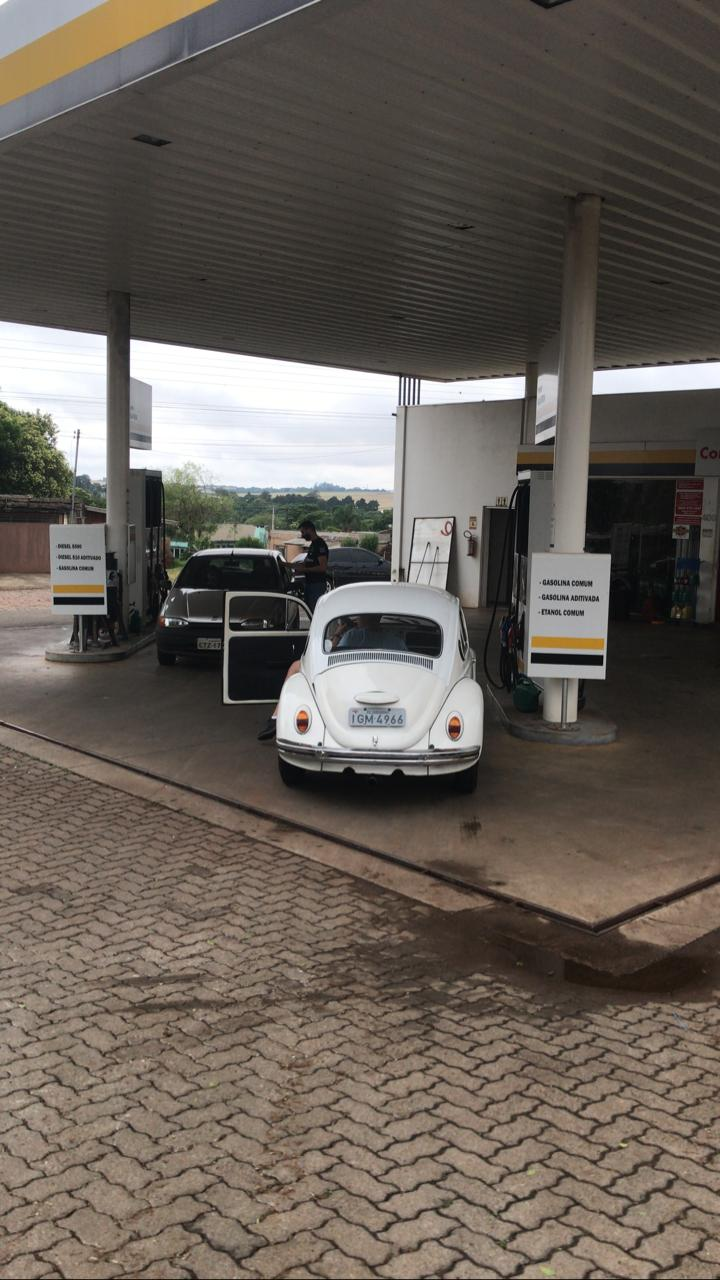 - DIESEL S500
- DIESEL S10 ADITIVADO
- GASOLINA COMUM
- GASOLINA COMUM
- GASOLINA ADITIVADA
- ETANOL COMUM
IGM 4966